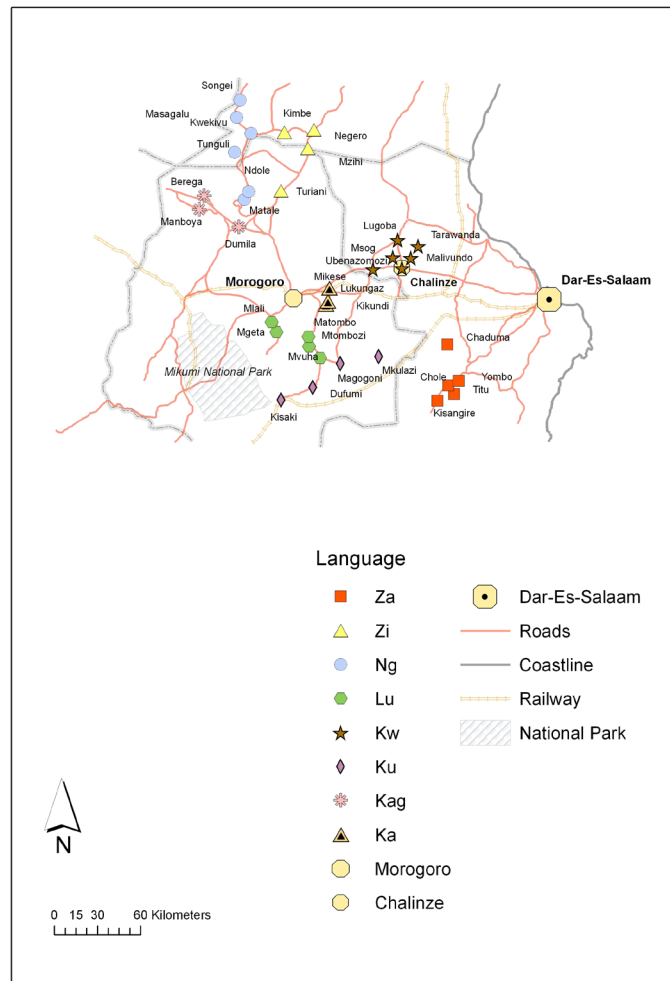 Songei
Masagalu
Kimbe
Kwekivu
Negero
Tunguli
Mzihi
Ndole
Berega
Turiani
Manboya
Matale
Lugoba
Tarawanda
Dumila
Msog
Ubenazomozi
Malivundo
Morogoro
Mikese
Dar-Es-Salaam
Lukungaz
Chalinze
Mlali
Kikundi
Matombo
Mgeta
Mtombozi
Chaduma
Mvuha
Mikumi National Park
Mkulazi
Magogoni
Chole
Yombo
Dufumi
Titu
Kisaki
Kisangire
Language
Za
Dar-Es-Salaam
Zi
Roads
Ng
Coastline
Lu
Railway
Kw
National Park
Ku
Kag
Ka
Morogoro
Chalinze
N
0 15 30 60 Kilometers